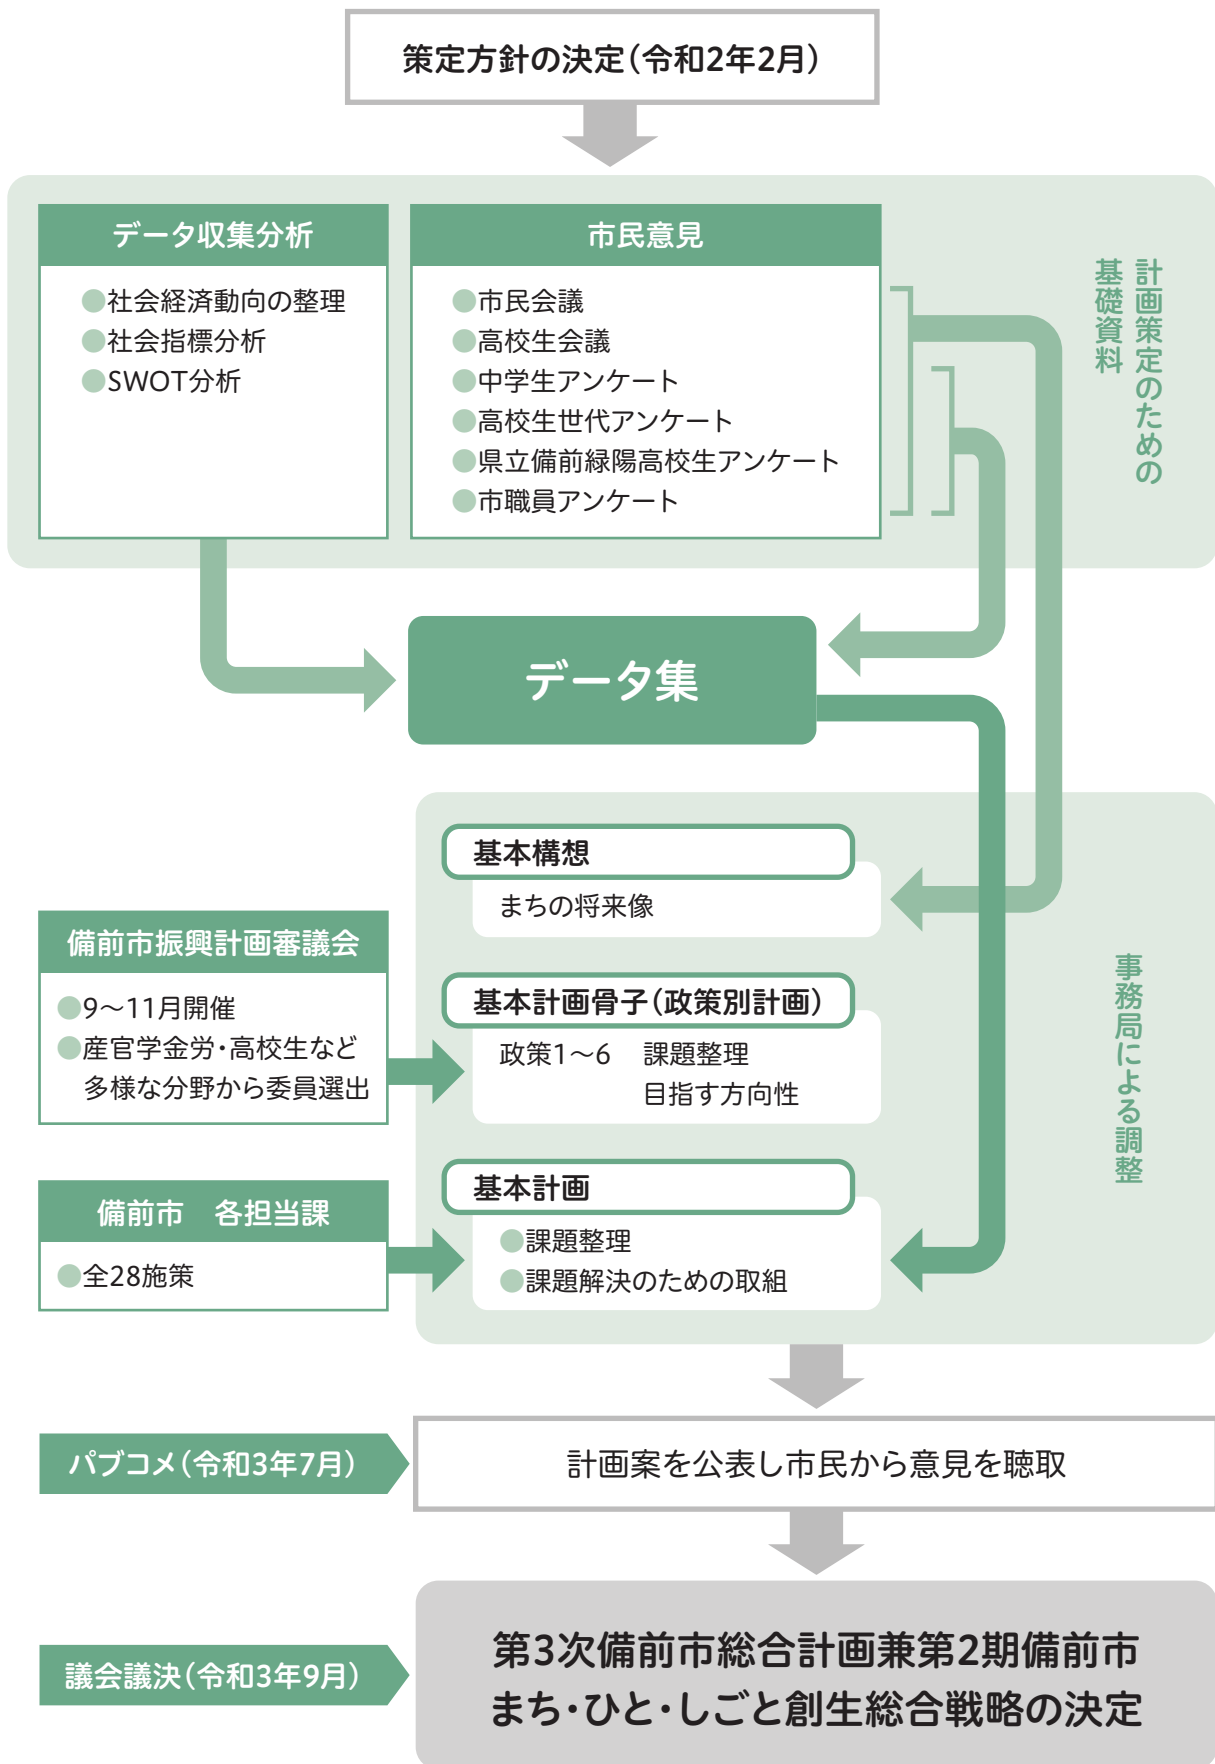 策定方針の決定（令和2年2月）
データ収集分析
●社会経済動向の整理
●社会指標分析
●SWOT分析
市民意見
●市民会議
●高校生会議
●中学生アンケート
●高校生世代アンケート
●県立備前緑陽高校生アンケート
●市職員アンケート
計画策定のための
基礎資料
データ集
基本構想
まちの将来像
備前市振興計画審議会
●9〜11月開催
●産官学金労・高校生など
多様な分野から委員選出
基本計画骨子（政策別計画）
政策1〜6　課題整理
目指す方向性
備前市　各担当課
●全28施策
基本計画
●課題整理
●課題解決のための取組
事務局による調整
パブコメ（令和3年7月）
計画案を公表し市民から意見を聴取
議会議決（令和3年9月）
第3次備前市総合計画兼第2期備前市
まち・ひと・しごと創生総合戦略の決定